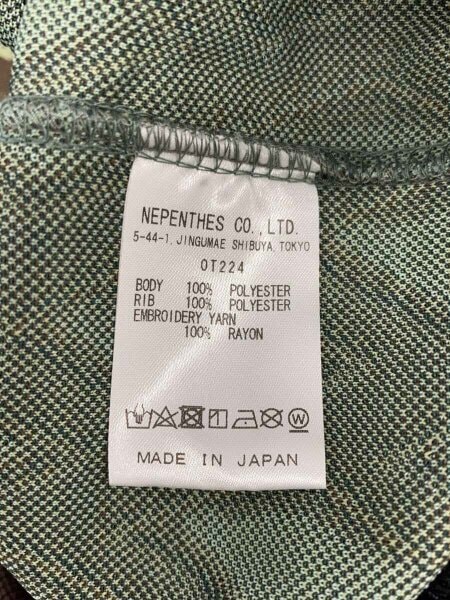 NEPENTHES CO.,LTD.
5-44-1, JINGUMAE SHIBUYA, TOKYO
OT224
BODY 100% POLYESTER
RIB 100% POLYESTER
EMBROIDERY YARN
100% RAYON
W
MADE IN JAPAN